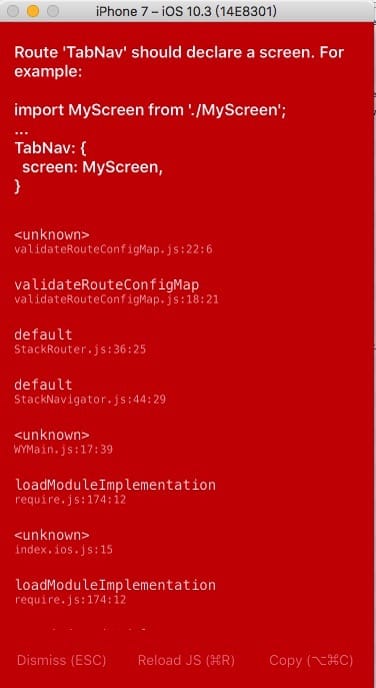 iPhone 7 – iOS 10.3 (14E8301)
Route 'TabNav' should declare a screen. For
example:
import MyScreen from './MyScreen';
...
TabNav: {
screen: MyScreen,
}
<unknown>
validateRouteConfigMap.js:22:6
validateRouteConfigMap
validateRouteConfigMap.js:18:21
default
StackRouter.js:36:25
default
StackNavigator.js:44:29
<unknown>
WYMain.js:17:39
loadModuleImplementation
require.js:174:12
<unknown>
index.ios.js:15
loadModuleImplementation
require.js:174:12
Dismiss (ESC) Reload JS (⌘R) Copy (⌥⌘C)